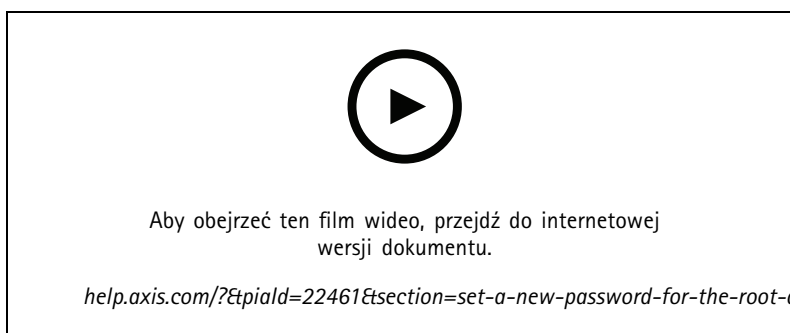 Aby obejrzeć ten film wideo, przejdź do internetowej
wersji dokumentu.
help.axis.com/?&piaId=22461&section=set-a-new-password-for-the-root-